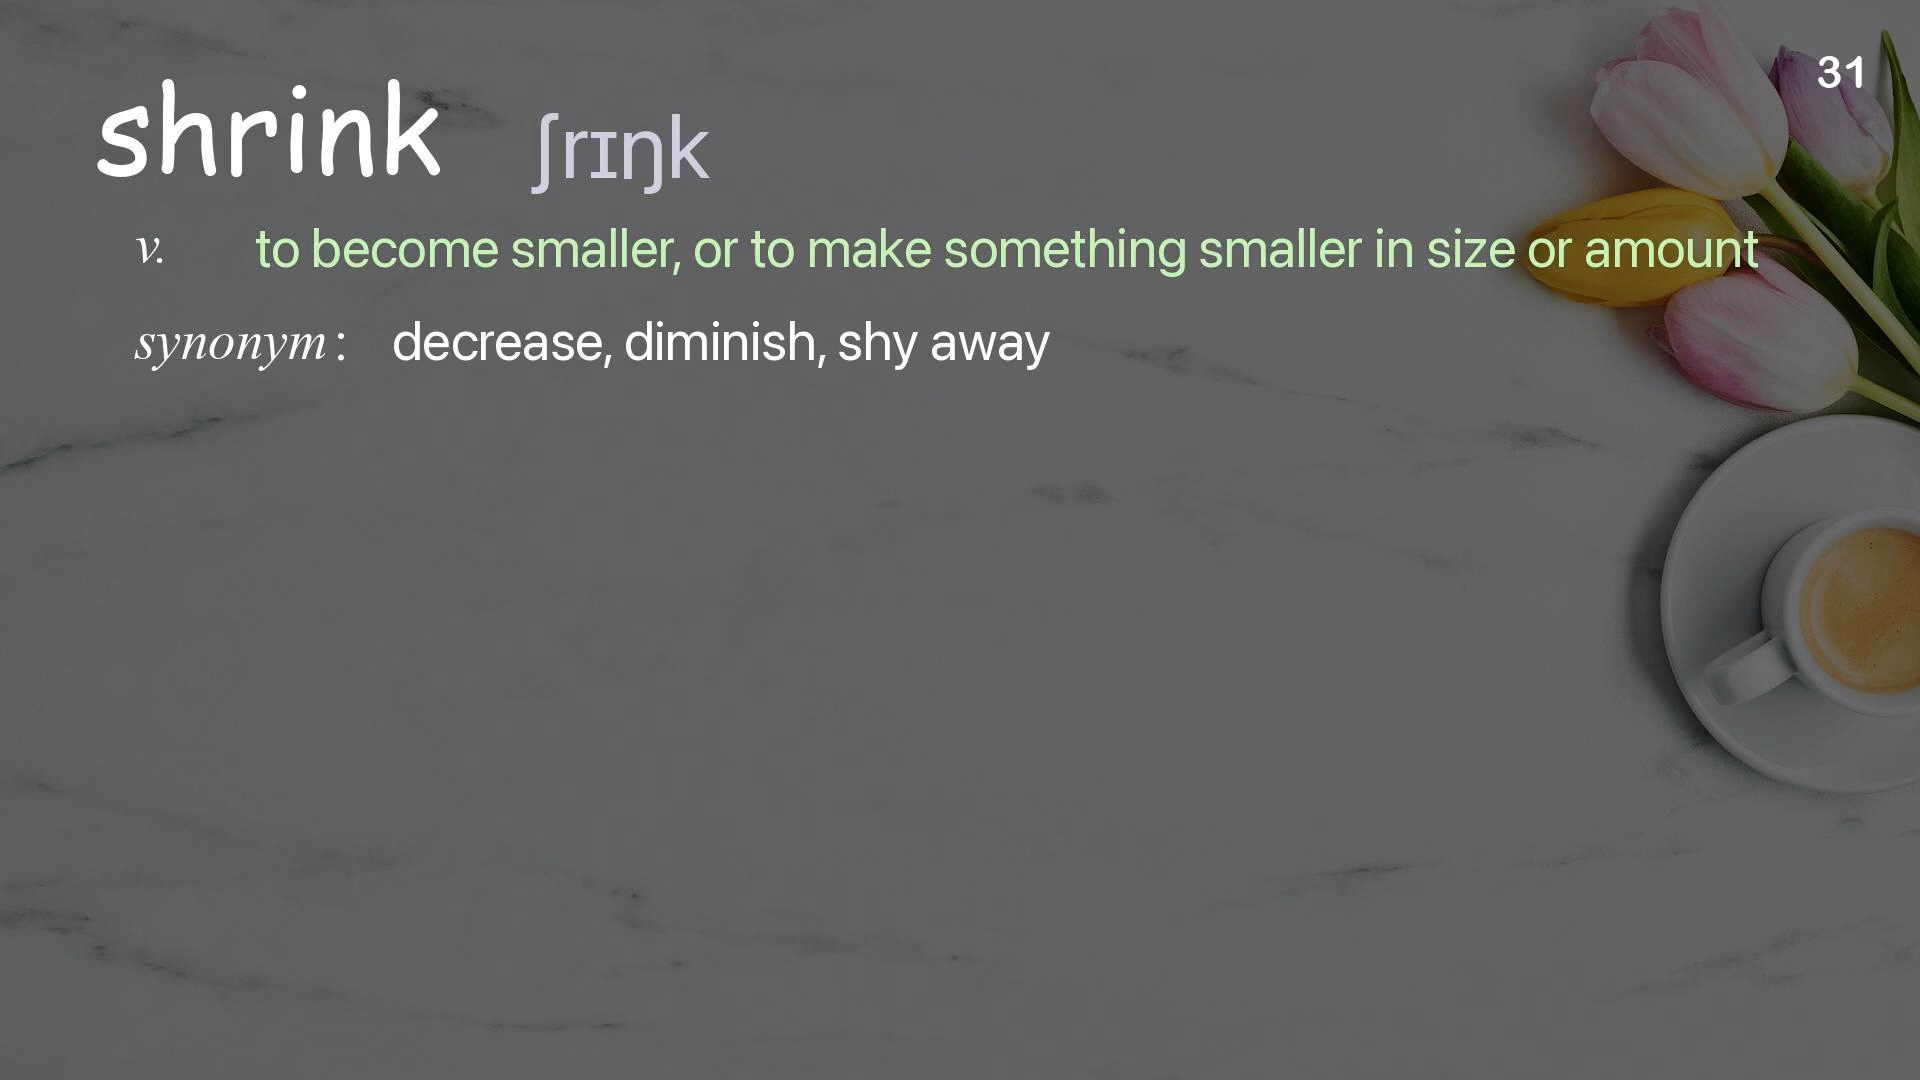 31
shrink ʃrɪŋk
v. to become smaller, or to make something smaller in size or amount
synonym: decrease, diminish, shy away